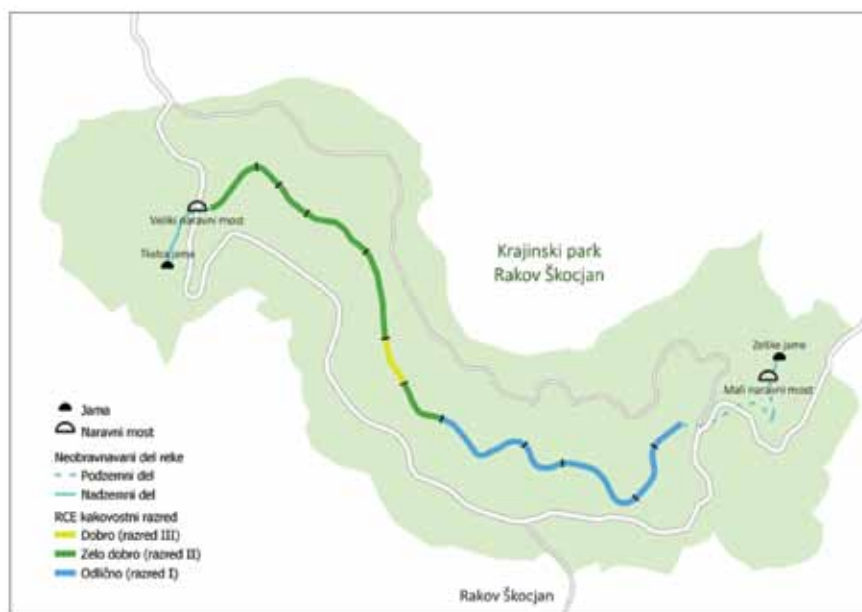 Veliki naravni most
Tkalca jama
Krajinski park
Rakov Škocjan
Zelške jame
Mali naravni most
Jama
Naravni most
Neobravnavani del reke
Podzemni del
Nadzemni del
RCE kakovostni razred
Dobro (razred III)
Zelo dobro (razred II)
Odlično (razred I)
Rakov Škocjan